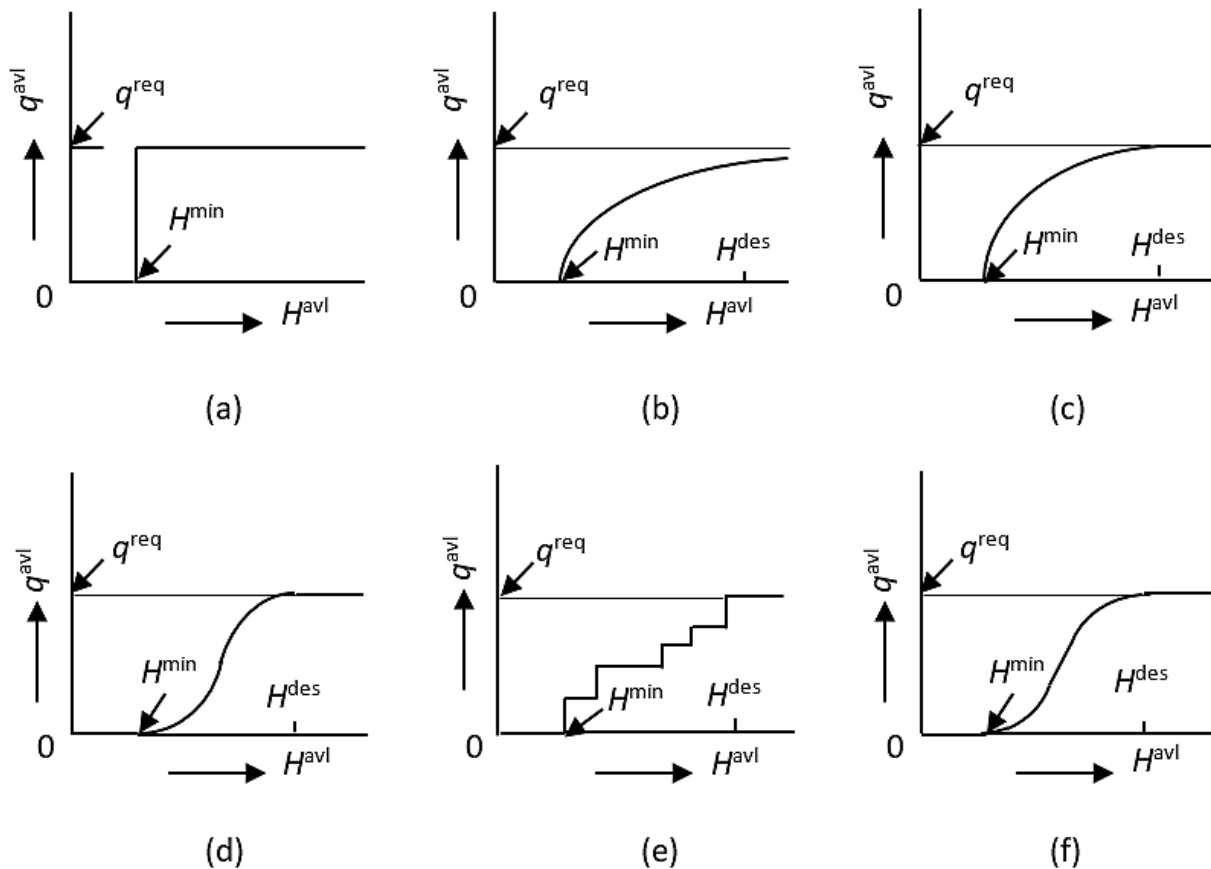 q^avl
q^req
H^min
0
H^avl
(a)
q^avl
q^req
H^min
H^des
0
H^avl
(b)
q^avl
q^req
H^min
H^des
0
H^avl
(c)
q^avl
q^req
H^min
H^des
0
H^avl
(d)
q^avl
q^req
H^min
H^des
0
H^avl
(e)
q^avl
q^req
H^min
H^des
0
H^avl
(f)